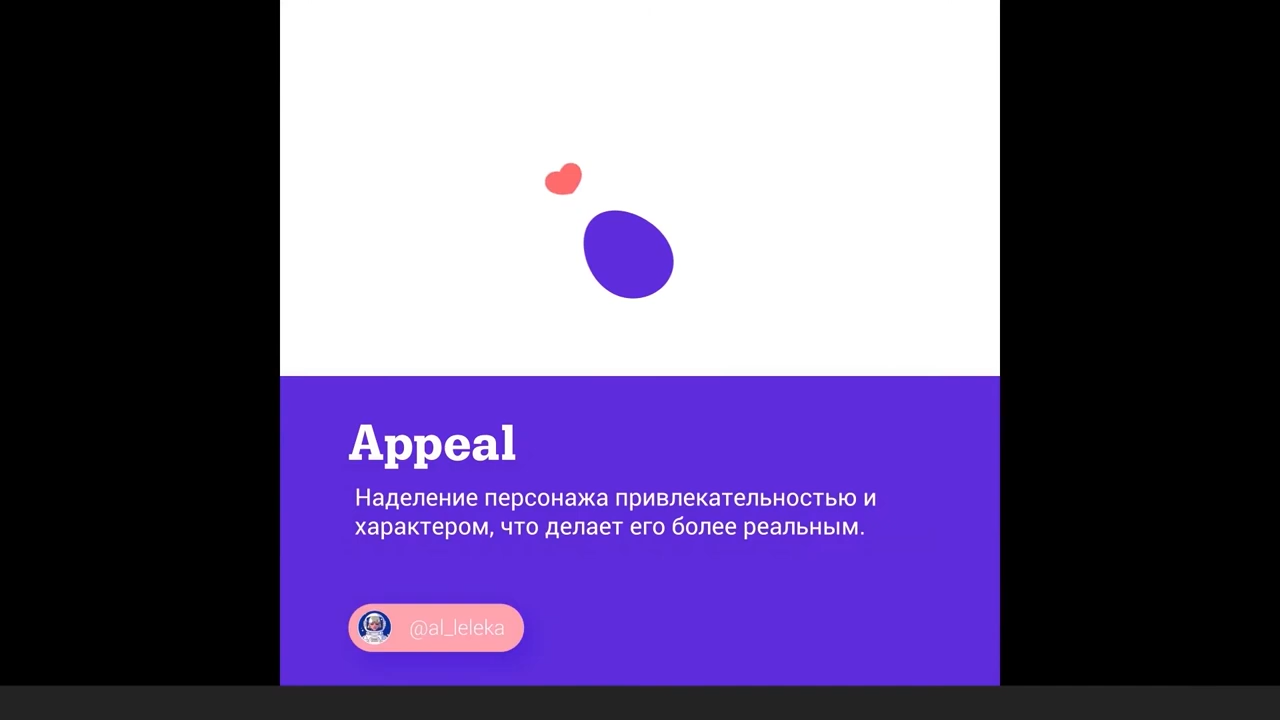 Appeal
Наделение персонажа привлекательностью и
характером, что делает его более реальным.
@al_leleka